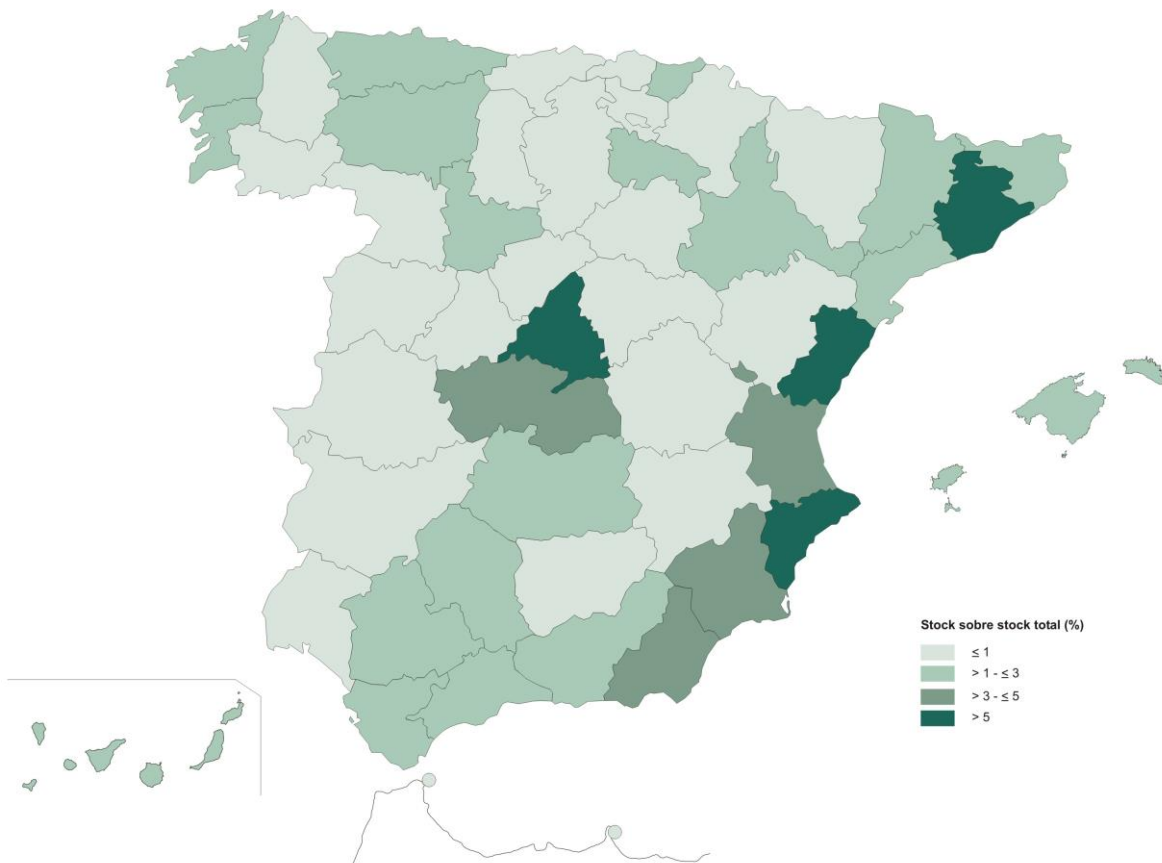 Stock sobre stock total (%)
≤ 1
> 1 - ≤ 3
> 3 - ≤ 5
> 5